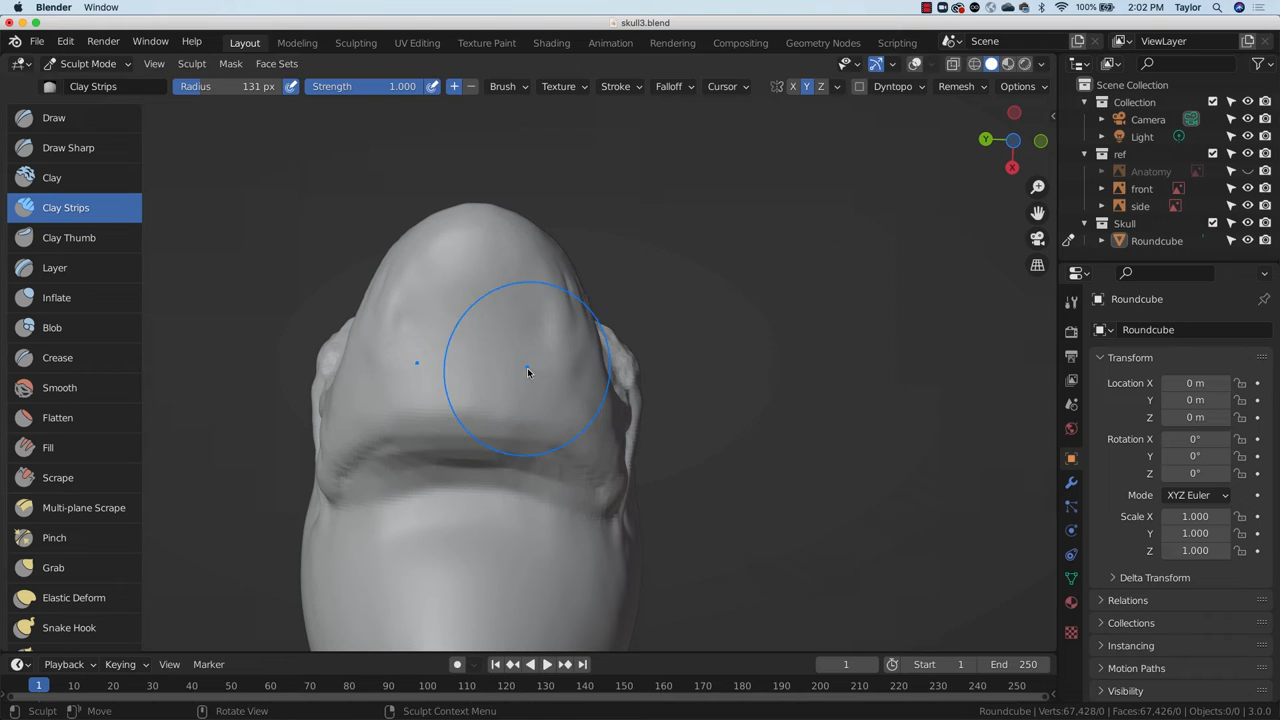 Blender Window 100% 2:02 PM Taylor
skull3.blend
File Edit Render Window Help Layout Modeling Sculpting UV Editing Texture Paint Shading Animation Rendering Compositing Geometry Nodes Scripting Scene ViewLayer
Sculpt Mode View Sculpt Mask Face Sets
Clay Strips Radius 131 px Strength 1.000 Brush Texture Stroke Falloff Cursor X Y Z Dyntopo Remesh Options
Draw
Draw Sharp
Clay
Clay Strips
Clay Thumb
Layer
Inflate
Blob
Crease
Smooth
Flatten
Fill
Scrape
Multi-plane Scrape
Pinch
Grab
Elastic Deform
Snake Hook
Y
X
Scene Collection
Collection
Camera
Light
ref
Anatomy
front
side
Skull
Roundcube
Roundcube
Roundcube
Transform
Location X 0 m
Y 0 m
Z 0 m
Rotation X 0°
Y 0°
Z 0°
Mode XYZ Euler
Scale X 1.000
Y 1.000
Z 1.000
Delta Transform
Relations
Collections
Instancing
Motion Paths
Visibility
Playback Keying View Marker 1 Start 1 End 250
1 10 20 30 40 50 60 70 80 90 100 110 120 130 140 150 160 170 180 190 200 210 220 230 240 250
Sculpt Move Rotate View Sculpt Context Menu Roundcube | Verts:67,428/0 | Faces:67,426/0 | Objects:0/0 | 3.0.0